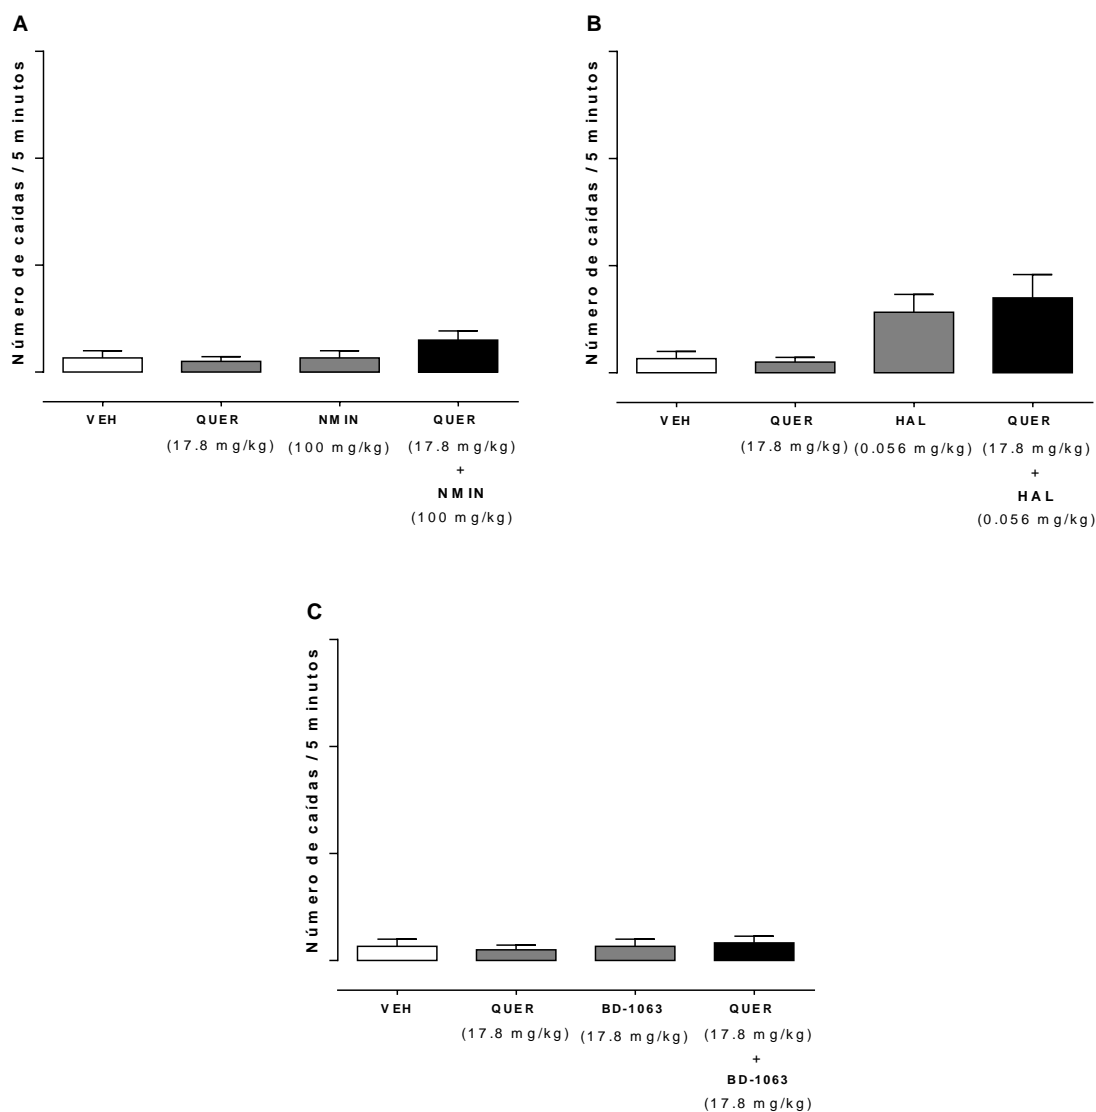 A
Número de caídas / 5 minutos
VEH QUER NMIN QUER
(17.8 mg/kg) (100 mg/kg) (17.8 mg/kg)
+
NMIN
(100 mg/kg)
B
Número de caídas / 5 minutos
VEH QUER HAL QUER
(17.8 mg/kg) (0.056 mg/kg) (17.8 mg/kg)
+
HAL
(0.056 mg/kg)
C
Número de caídas / 5 minutos
VEH QUER BD-1063 QUER
(17.8 mg/kg) (17.8 mg/kg) (17.8 mg/kg)
+
BD-1063
(17.8 mg/kg)